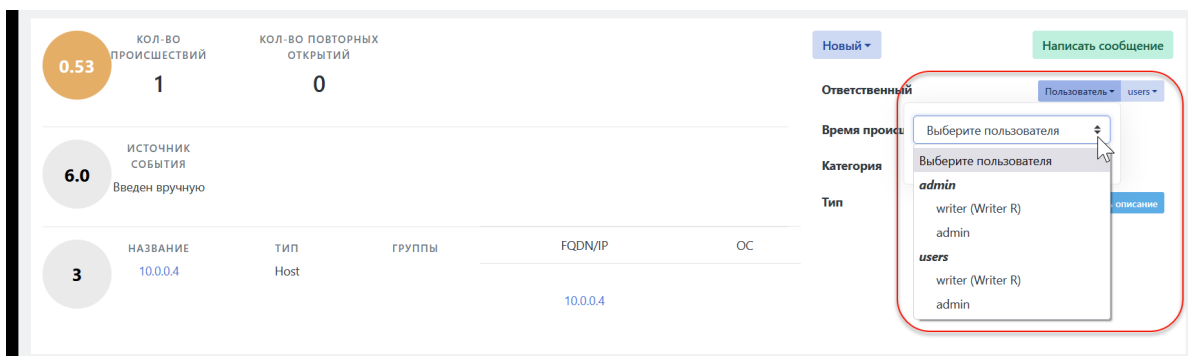 0.53
КОЛ-ВО
ПРОИСШЕСТВИЙ
1
КОЛ-ВО ПОВТОРНЫХ
ОТКРЫТИЙ
0
6.0
ИСТОЧНИК
СОБЫТИЯ
Введен вручную
3
НАЗВАНИЕ
10.0.0.4
ТИП
Host
ГРУППЫ
FQDN/IP
ОС
10.0.0.4
Новый
Написать сообщение
Ответственный
Пользователь
users
Время происш
Выберите пользователя
Категория
Тип
описание
Выберите пользователя
admin
writer (Writer R)
admin
users
writer (Writer R)
admin